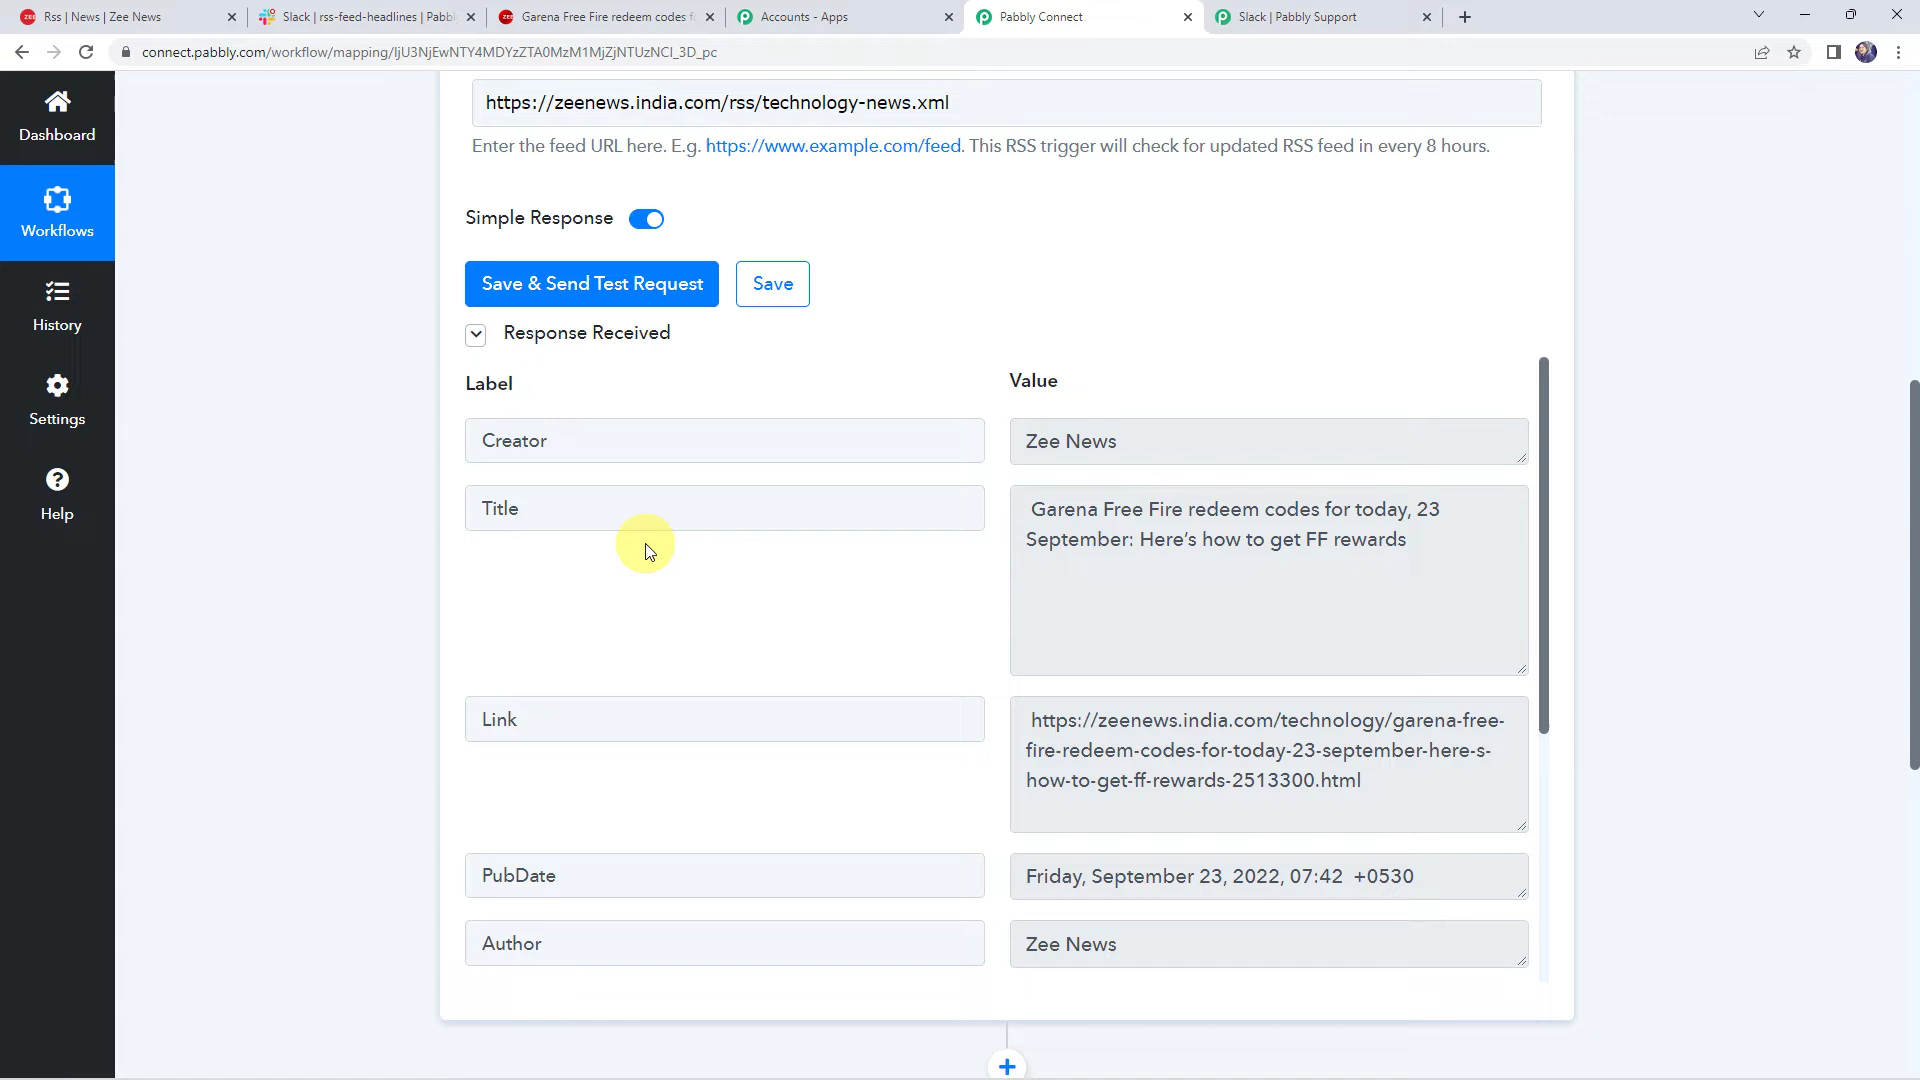 Rss | News | Zee News
Slack | rss-feed-headlines | Pabbl
Garena Free Fire redeem codes f
Accounts - Apps
Pabbly Connect
Slack | Pabbly Support
connect.pabbly.com/workflow/mapping/IjU3NjEwNTY4MDYzZTA0MzM1MjZjNTUzNCI_3D_pc
Dashboard
Workflows
History
Settings
Help
https://zeenews.india.com/rss/technology-news.xml
Enter the feed URL here. E.g. https://www.example.com/feed. This RSS trigger will check for updated RSS feed in every 8 hours.
Simple Response
Save & Send Test Request
Save
Response Received
Label
Value
Creator
Zee News
Title
Garena Free Fire redeem codes for today, 23
September: Here's how to get FF rewards
Link
https://zeenews.india.com/technology/garena-free-
fire-redeem-codes-for-today-23-september-here-s-
how-to-get-ff-rewards-2513300.html
PubDate
Friday, September 23, 2022, 07:42 +0530
Author
Zee News